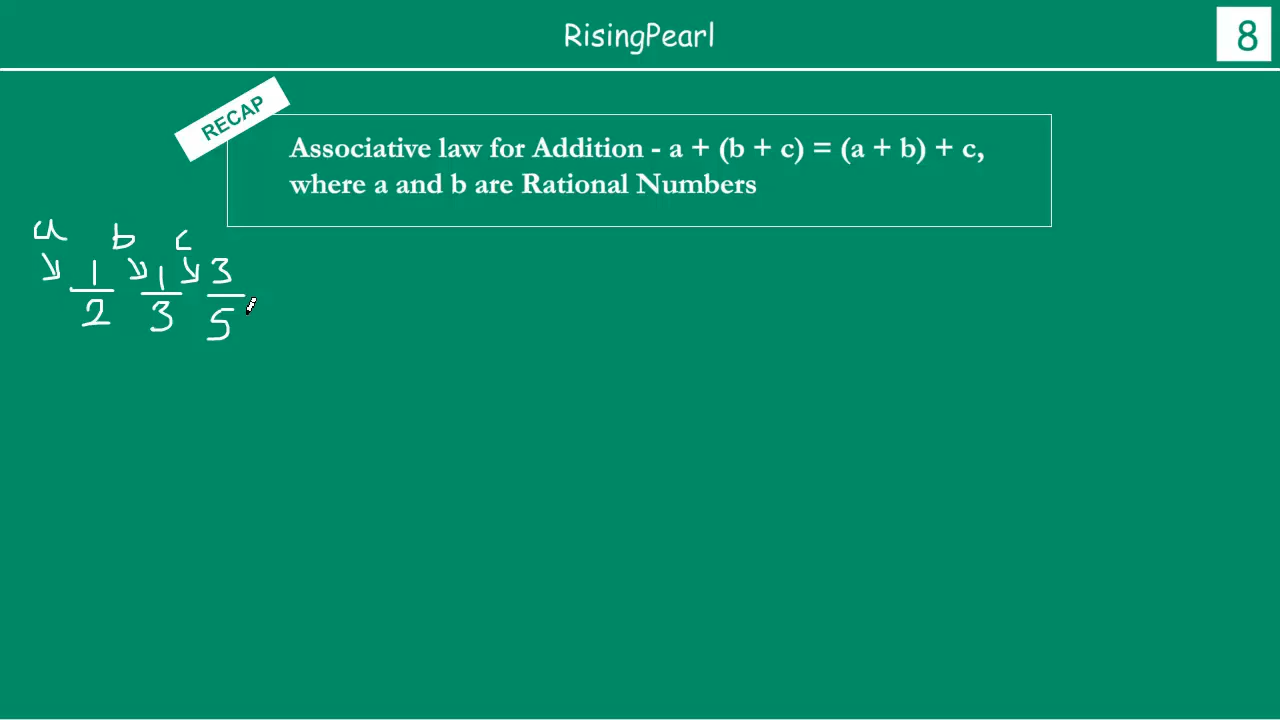 RisingPearl
8
RECAP
Associative law for Addition - a + (b + c) = (a + b) + c,
where a and b are Rational Numbers
a b c
1 1 3
2 3 5